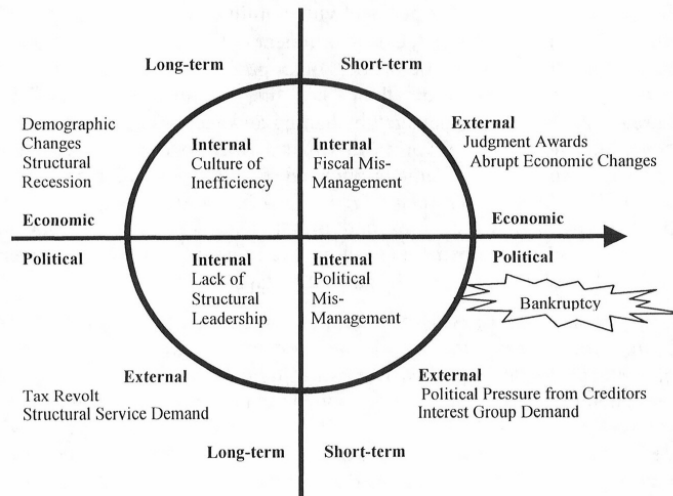 Long-term
Short-term
Demographic
Changes
Structural
Recession
Internal
Culture of
Inefficiency
Internal
Fiscal Mis-
Management
External
Judgment Awards
Abrupt Economic Changes
Economic
Economic
Political
Political
Internal
Lack of
Structural
Leadership
Internal
Political
Mis-
Management
Bankruptcy
External
Tax Revolt
Structural Service Demand
External
Political Pressure from Creditors
Interest Group Demand
Long-term
Short-term